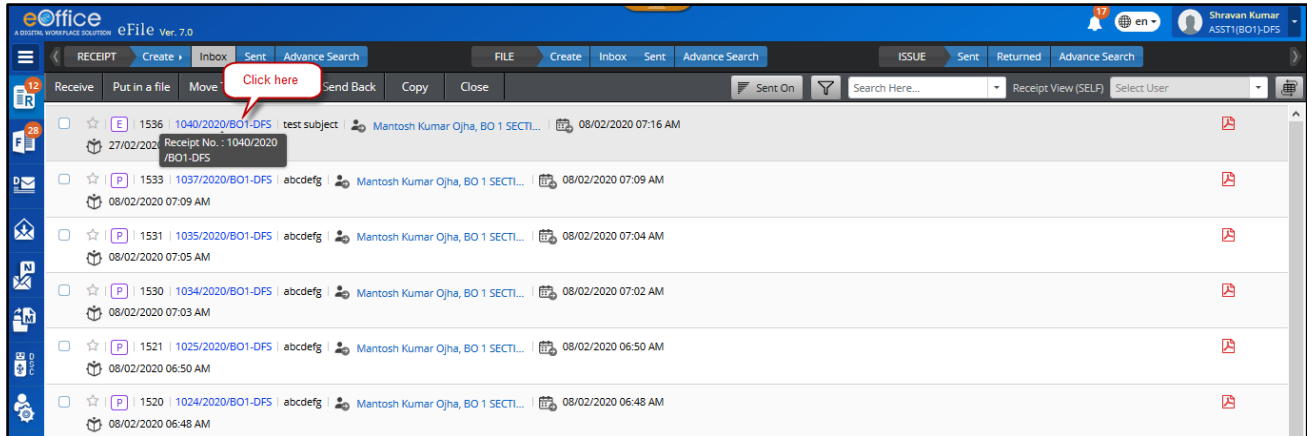 eOffice
A DIGITAL WORKPLACE SOLUTION eFile Ver. 7.0
17 en Shravan Kumar
ASST1(BO1)-DFS
RECEIPT Create Inbox Sent Advance Search FILE Create Inbox Sent Advance Search ISSUE Sent Returned Advance Search
Click here
12 R
Receive Put in a file Move T Send Back Copy Close Sent On Search Here... Receipt View (SELF) Select User
E 1536 1040/2020/BO1-DFS test subject Mantosh Kumar Ojha, BO 1 SECTI... 08/02/2020 07:16 AM
28 F
27/02/2020 Receipt No. : 1040/2020
/BO1-DFS
P 1533 1037/2020/BO1-DFS abcdefg Mantosh Kumar Ojha, BO 1 SECTI... 08/02/2020 07:09 AM
D
08/02/2020 07:09 AM
P 1531 1035/2020/BO1-DFS abcdefg Mantosh Kumar Ojha, BO 1 SECTI... 08/02/2020 07:04 AM
08/02/2020 07:05 AM
N
P 1530 1034/2020/BO1-DFS abcdefg Mantosh Kumar Ojha, BO 1 SECTI... 08/02/2020 07:02 AM
M
08/02/2020 07:03 AM
P 1521 1025/2020/BO1-DFS abcdefg Mantosh Kumar Ojha, BO 1 SECTI... 08/02/2020 06:50 AM
DSC
08/02/2020 06:50 AM
P 1520 1024/2020/BO1-DFS abcdefg Mantosh Kumar Ojha, BO 1 SECTI... 08/02/2020 06:48 AM
08/02/2020 06:48 AM